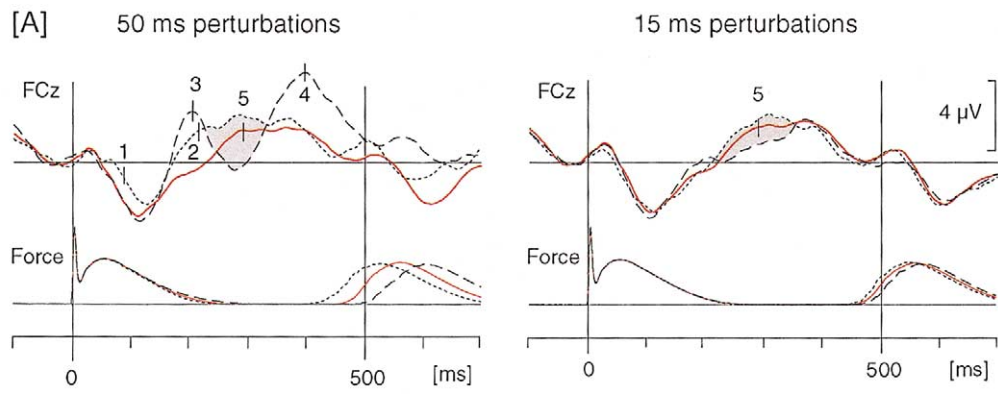 [A] 50 ms perturbations 15 ms perturbations
FCz 3 5 4 FCz 5 4 µV
1 2
Force Force
0 500 [ms] 0 500 [ms]